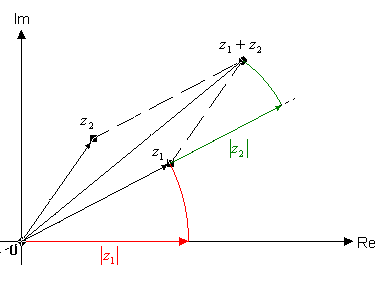 Im
z₁ + z₂
z₂
z₁
|z₂|
Re
0
|z₁|